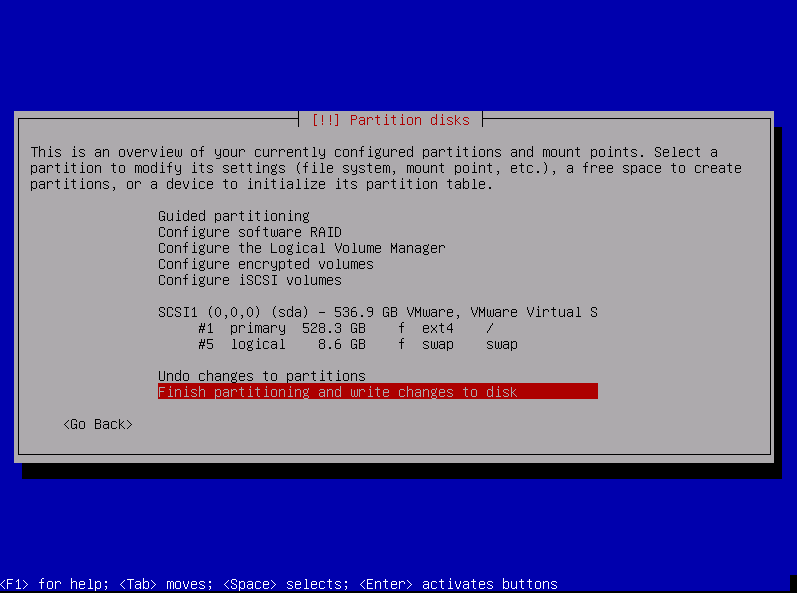 [!!] Partition disks
This is an overview of your currently configured partitions and mount points. Select a
partition to modify its settings (file system, mount point, etc.), a free space to create
partitions, or a device to initialize its partition table.
Guided partitioning
Configure software RAID
Configure the Logical Volume Manager
Configure encrypted volumes
Configure iSCSI volumes
SCSI1 (0,0,0) (sda) - 536.9 GB VMware, VMware Virtual S
#1 primary 528.3 GB f ext4 /
#5 logical 8.6 GB f swap swap
Undo changes to partitions
Finish partitioning and write changes to disk
<Go Back>
<F1> for help; <Tab> moves; <Space> selects; <Enter> activates buttons